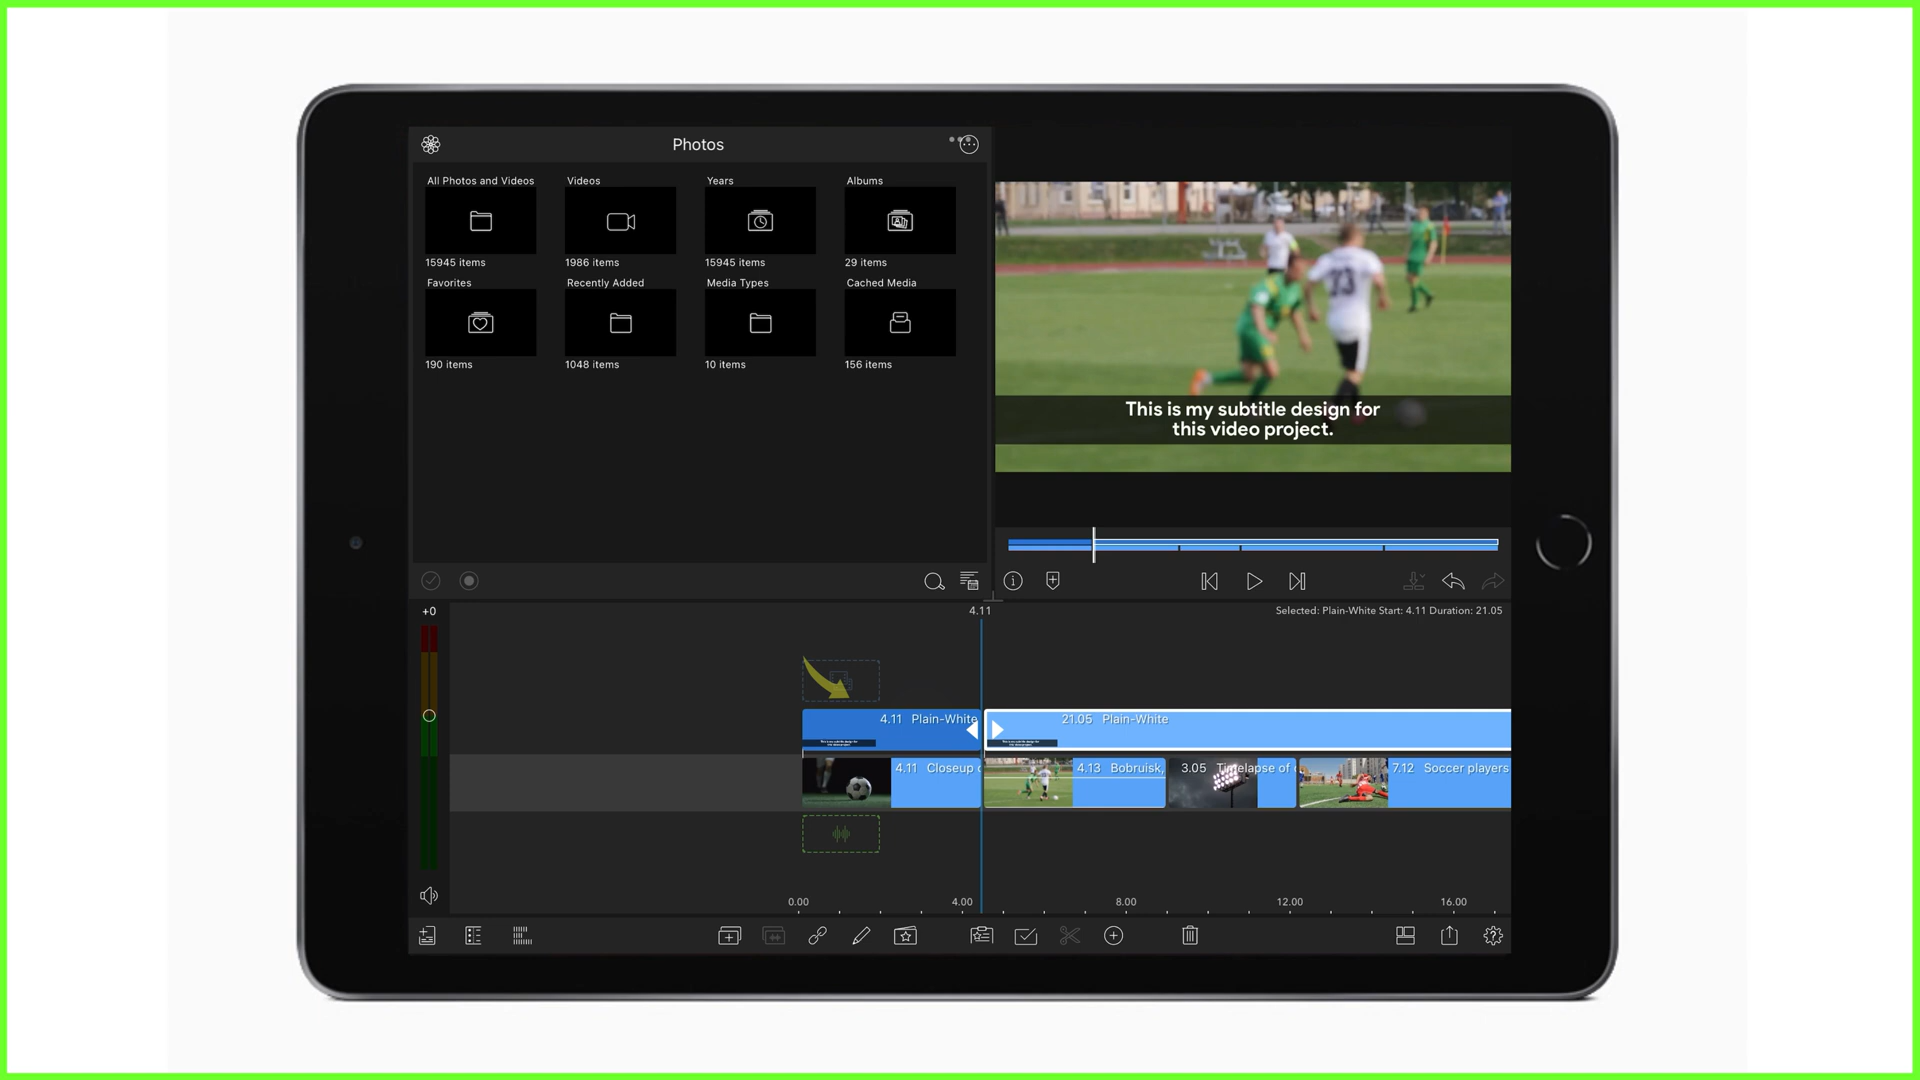 Photos
All Photos and Videos
Videos
Years
Albums
15945 items
1986 items
15945 items
29 items
Favorites
Recently Added
Media Types
Cached Media
190 items
1048 items
10 items
156 items
This is my subtitle design for
this video project.
+0
4.11
Selected: Plain-White Start: 4.11 Duration: 21.05
4.11 Plain-White
21.05 Plain-White
4.11 Closeup
4.13 Bobruisk,
3.05 Timelapse of
7.12 Soccer players
0.00
4.00
8.00
12.00
16.00